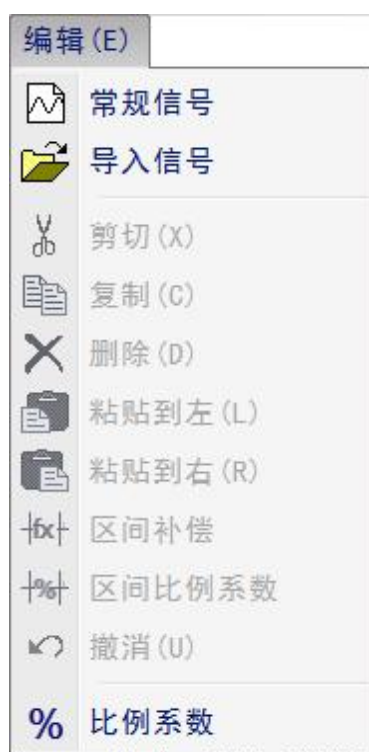 编辑(E)
常规信号
导入信号
剪切(X)
复制(C)
删除(D)
粘贴到左(L)
粘贴到右(R)
fx 区间补偿
% 区间比例系数
撤消(U)
% 比例系数